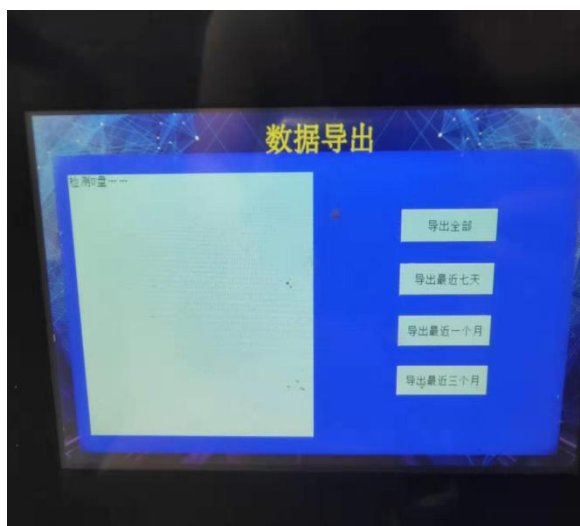 数据导出
检测U盘……
导出全部
导出最近七天
导出最近一个月
导出最近三个月